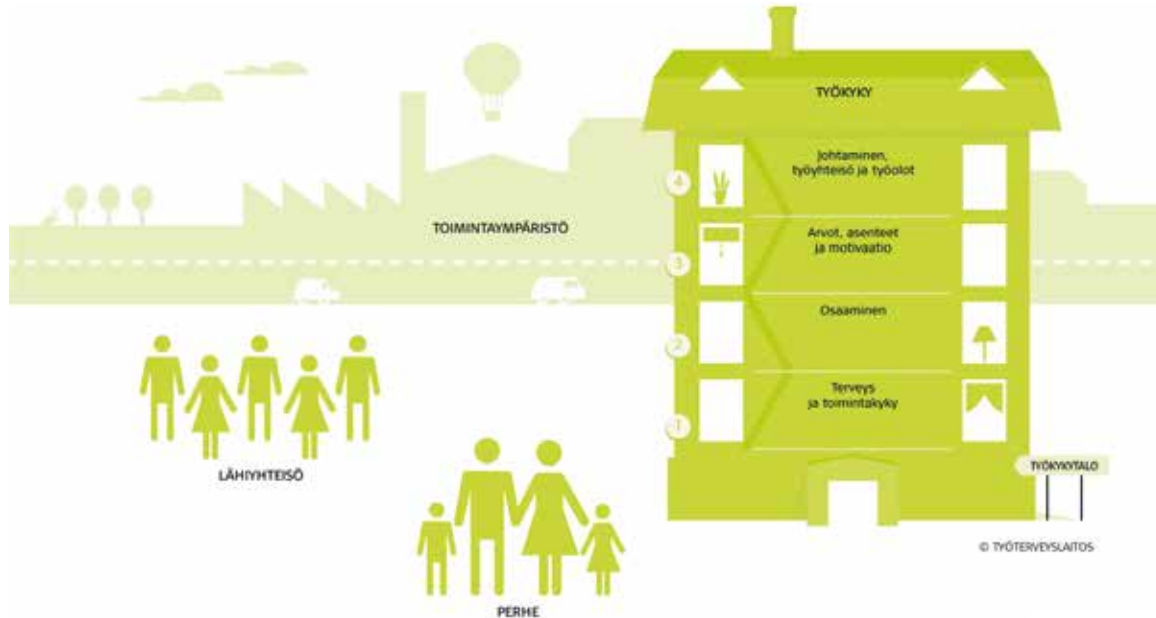 TYÖKYKY
4
Johtaminen,
työyhteisö ja työolot
TOIMINTAYMPÄRISTÖ
3
Arvot, asenteet
ja motivaatio
2
Osaaminen
1
Terveys
ja toimintakyky
LÄHIYHTEISÖ
TYÖKYKYTALO
© TYÖTERVEYSLAITOS
PERHE